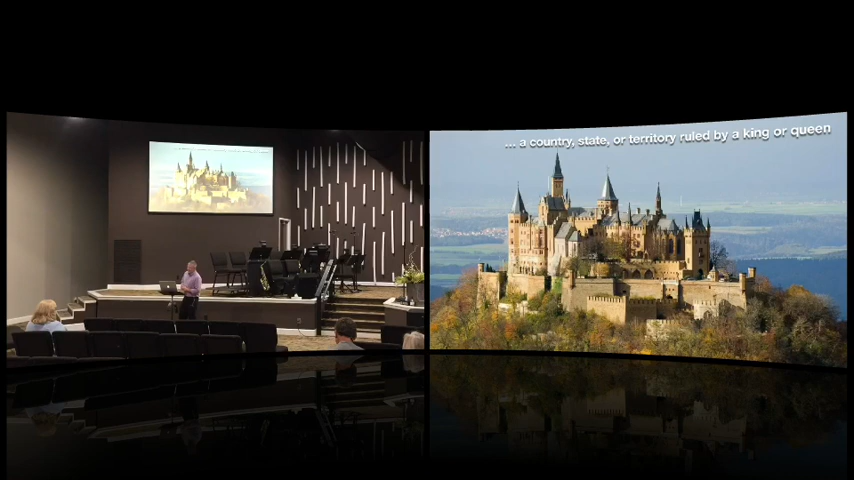 ... a country, state, or territory ruled by a king or queen